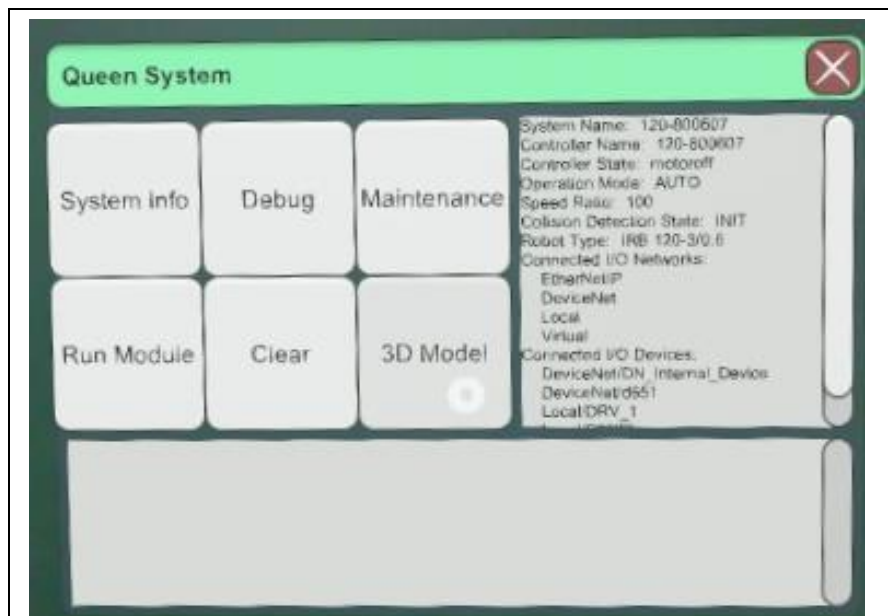 Queen System
System Info
Debug
Maintenance
Run Module
Clear
3D Model
System Name: 120-800607
Controller Name: 120-800607
Controller State: motoroff
Operation Mode: AUTO
Speed Ratio: 100
Collision Detection State: INIT
Robot Type: IRB 120-3/0.6
Connected I/O Networks:
EtherNet/IP
DeviceNet
Local
Virtual
Connected I/O Devices:
DeviceNet/DN_Internal_Device
DeviceNet/d651
Local/DRV_1